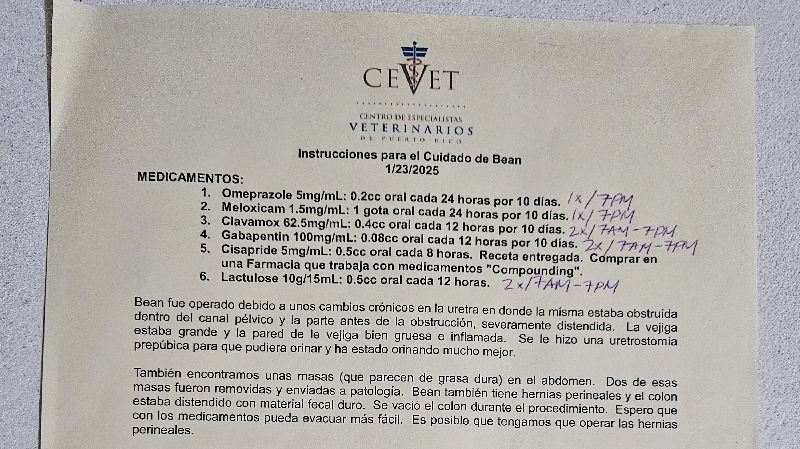 CEVET
CENTRO DE ESPECIALISTAS
VETERINARIOS
DE PUERTO RICO
Instrucciones para el Cuidado de Bean
1/23/2025
MEDICAMENTOS:
1. Omeprazole 5mg/mL: 0.2cc oral cada 24 horas por 10 días. 1x/7PM
2. Meloxicam 1.5mg/mL: 1 gota oral cada 24 horas por 10 días. 1x/7PM
3. Clavamox 62.5mg/mL: 0.4cc oral cada 12 horas por 10 días. 2x/7AM-7PM
4. Gabapentin 100mg/mL: 0.08cc oral cada 12 horas por 10 días. 2x/7AM-7PM
5. Cisapride 5mg/mL: 0.5cc oral cada 8 horas. Receta entregada. Comprar en
una Farmacia que trabaja con medicamentos "Compounding".
6. Lactulose 10g/15mL: 0.5cc oral cada 12 horas. 2x/7AM-7PM
Bean fue operado debido a unos cambios crónicos en la uretra en donde la misma estaba obstruída
dentro del canal pélvico y la parte antes de la obstrucción, severamente distendida. La vejiga
estaba grande y la pared de le vejiga bien gruesa e inflamada. Se le hizo una uretrostomía
prepúbica para que pudiera orinar y ha estado orinando mucho mejor.
También encontramos unas masas (que parecen de grasa dura) en el abdomen. Dos de esas
masas fueron removidas y enviadas a patología. Bean también tiene hernias perineales y el colon
estaba distendido con material fecal duro. Se vació el colon durante el procedimiento. Espero que
con los medicamentos pueda evacuar más fácil. Es posible que tengamos que operar las hernias
perineales.